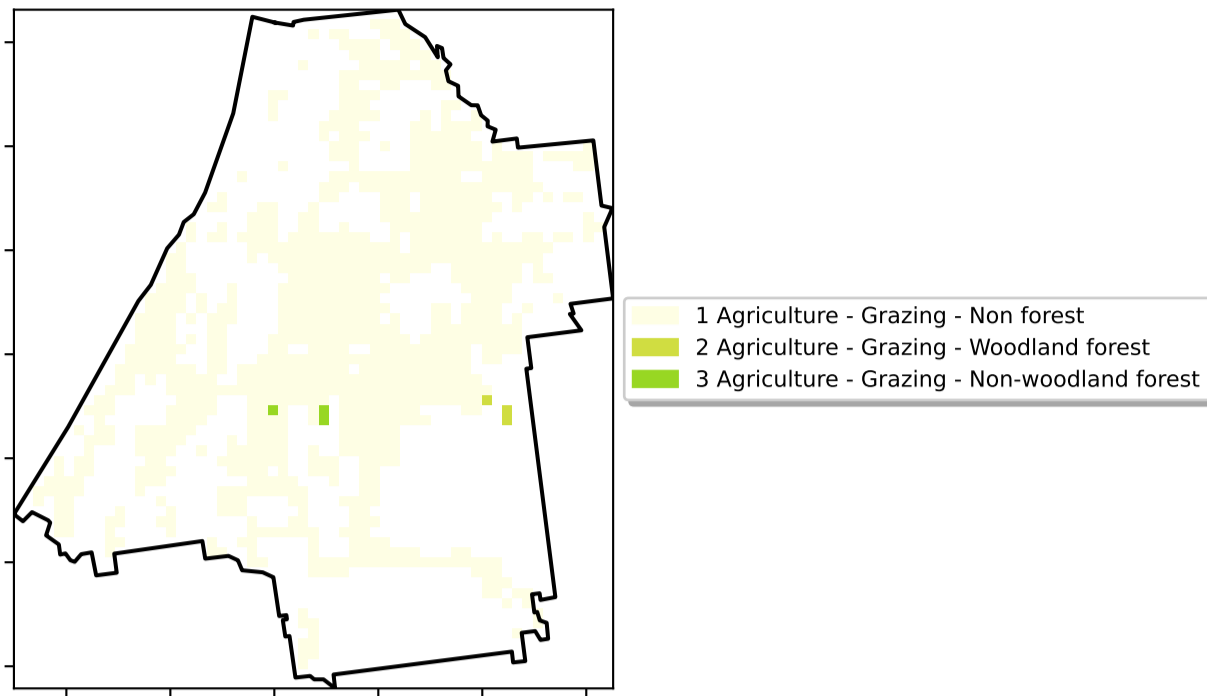 1 Agriculture - Grazing - Non forest
2 Agriculture - Grazing - Woodland forest
3 Agriculture - Grazing - Non-woodland forest